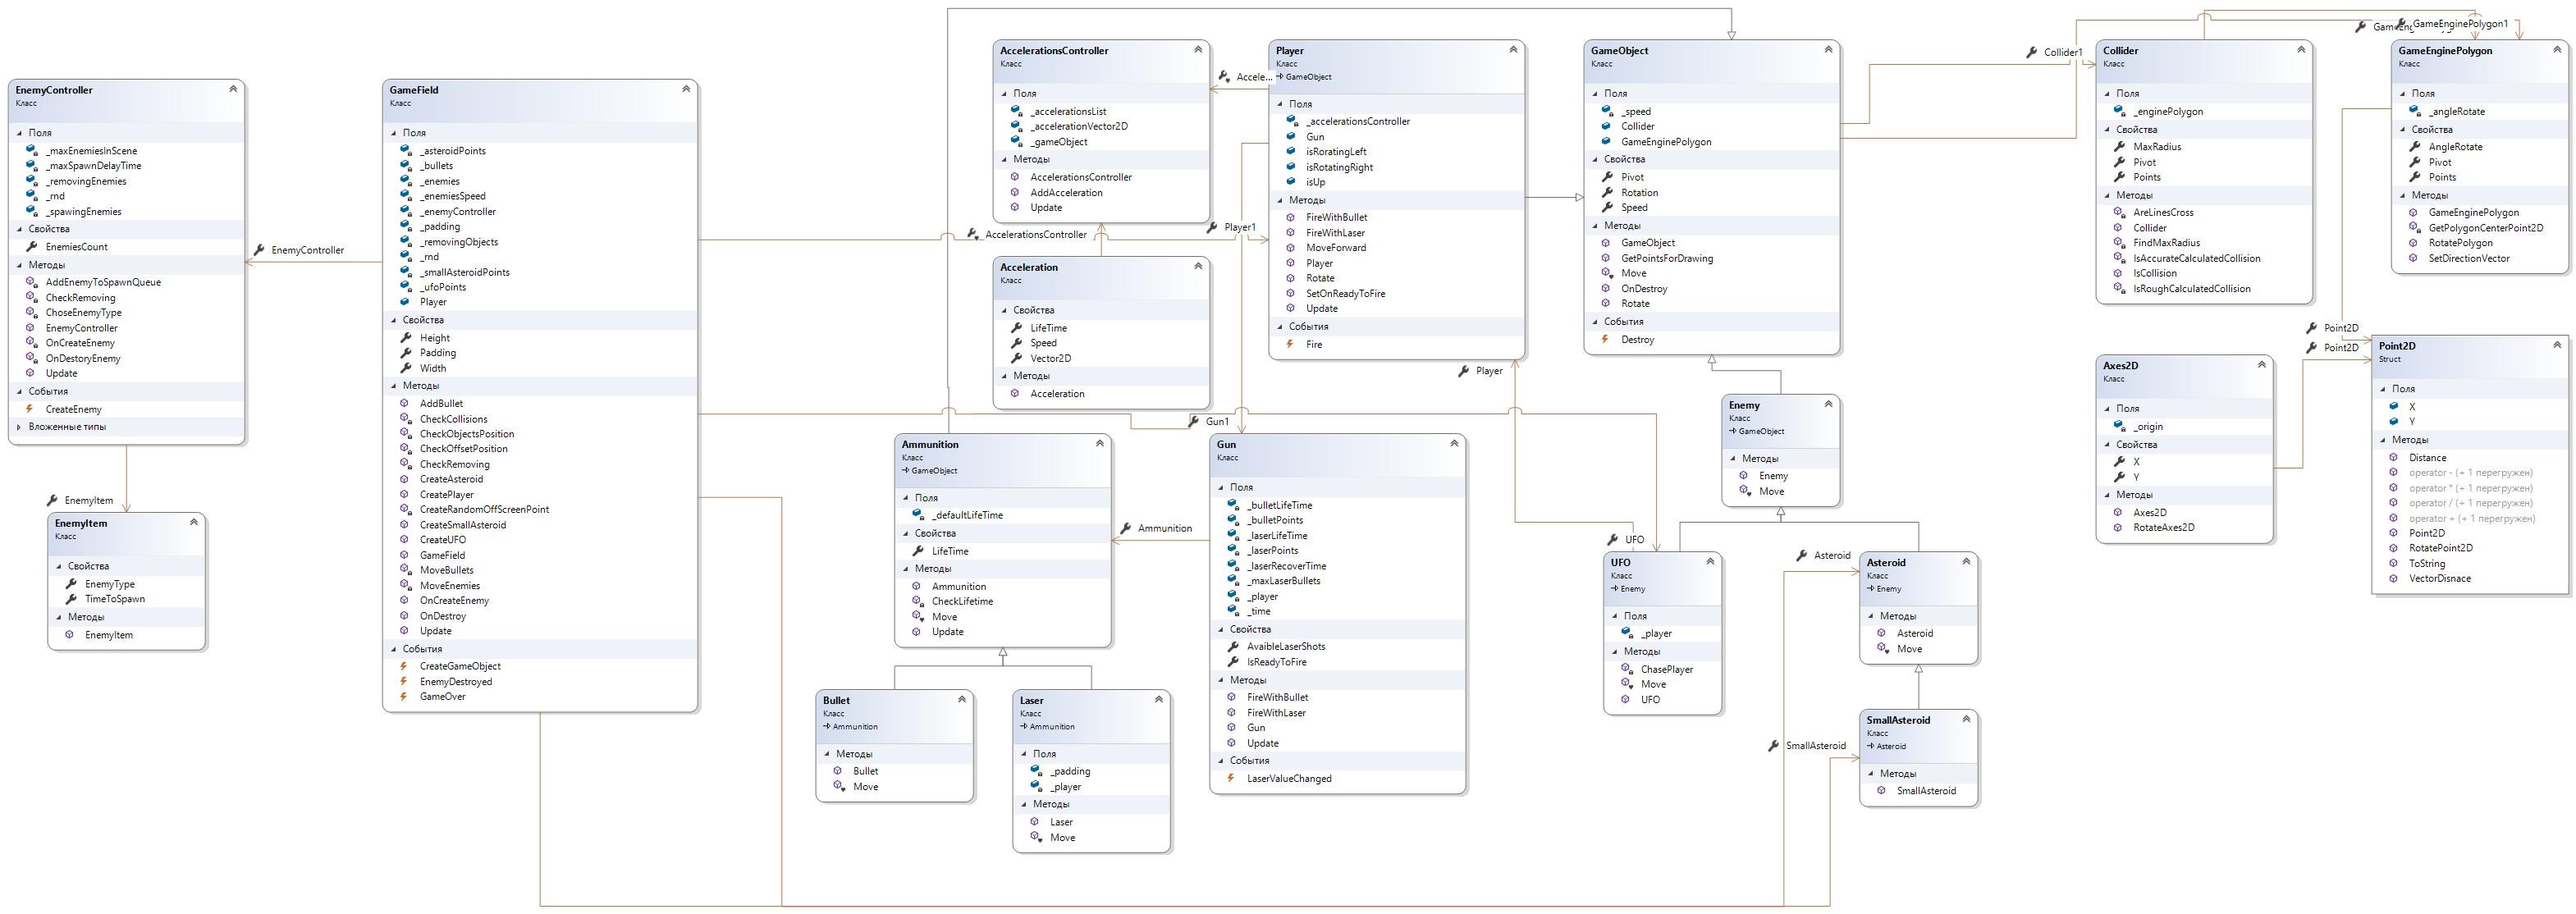 EnemyController
Класс
Поля
_maxEnemiesInScene
_maxSpawnDelayTime
_removingEnemies
_rnd
_spawingEnemies
Свойства
EnemiesCount
Методы
AddEnemyToSpawnQueue
CheckRemoving
ChoseEnemyType
EnemyController
OnCreateEnemy
OnDestoryEnemy
Update
События
CreateEnemy
Вложенные типы
EnemyItem
EnemyItem
Класс
Свойства
EnemyType
TimeToSpawn
Методы
EnemyItem
EnemyController
GameField
Класс
Поля
_asteroidPoints
_bullets
_enemies
_enemiesSpeed
_enemyController
_padding
_removingObjects
_rnd
_smallAsteroidPoints
_ufoPoints
Player
Свойства
Height
Padding
Width
Методы
AddBullet
CheckCollisions
CheckObjectsPosition
CheckOffsetPosition
CheckRemoving
CreateAsteroid
CreatePlayer
CreateRandomOffScreenPoint
CreateSmallAsteroid
CreateUFO
GameField
MoveBullets
MoveEnemies
OnCreateEnemy
OnDestroy
Update
События
CreateGameObject
EnemyDestroyed
GameOver
AccelerationsController
Класс
Поля
_accelerationsList
_accelerationVector2D
_gameObject
Методы
AccelerationsController
AddAcceleration
Update
AccelerationsController
Acceleration
Класс
Свойства
LifeTime
Speed
Vector2D
Методы
Acceleration
Ammunition
Класс
GameObject
Поля
_defaultLifeTime
Свойства
LifeTime
Методы
Ammunition
CheckLifetime
Move
Update
Bullet
Класс
Ammunition
Методы
Bullet
Move
Laser
Класс
Ammunition
Поля
_padding
_player
Методы
Laser
Move
Accele...
Player1
Player
Класс
GameObject
Поля
_accelerationsController
Gun
isRoratingLeft
isRotatingRight
isUp
Методы
FireWithBullet
FireWithLaser
MoveForward
Player
Rotate
SetOnReadyToFire
Update
События
Fire
Gun1
Ammunition
Gun
Класс
Поля
_bulletLifeTime
_bulletPoints
_laserLifeTime
_laserPoints
_laserRecoverTime
_maxLaserBullets
_player
_time
Свойства
AvaibleLaserShots
IsReadyToFire
Методы
FireWithBullet
FireWithLaser
Gun
Update
События
LaserValueChanged
Player
GameObject
Класс
Поля
_speed
Collider
GameEnginePolygon
Свойства
Pivot
Rotation
Speed
Методы
GameObject
GetPointsForDrawing
Move
OnDestroy
Rotate
События
Destroy
Enemy
Класс
GameObject
Методы
Enemy
Move
UFO
UFO
Класс
Enemy
Поля
_player
Методы
ChasePlayer
Move
UFO
Asteroid
Asteroid
Класс
Enemy
Методы
Asteroid
Move
SmallAsteroid
SmallAsteroid
Класс
Asteroid
Методы
SmallAsteroid
Collider1
Collider
Класс
Поля
_enginePolygon
Свойства
MaxRadius
Pivot
Points
Методы
AreLinesCross
Collider
FindMaxRadius
IsAccurateCalculatedCollision
IsCollision
IsRoughCalculatedCollision
GameEnginePolygon1
GameEnginePolygon
Класс
Поля
_angleRotate
Свойства
AngleRotate
Pivot
Points
Методы
GameEnginePolygon
GetPolygonCenterPoint2D
RotatePolygon
SetDirectionVector
Point2D
Point2D
Axes2D
Класс
Поля
_origin
Свойства
X
Y
Методы
Axes2D
RotateAxes2D
Point2D
Struct
Поля
X
Y
Методы
Distance
operator - (+ 1 перегружен)
operator * (+ 1 перегружен)
operator / (+ 1 перегружен)
operator + (+ 1 перегружен)
Point2D
RotatePoint2D
ToString
VectorDisnace